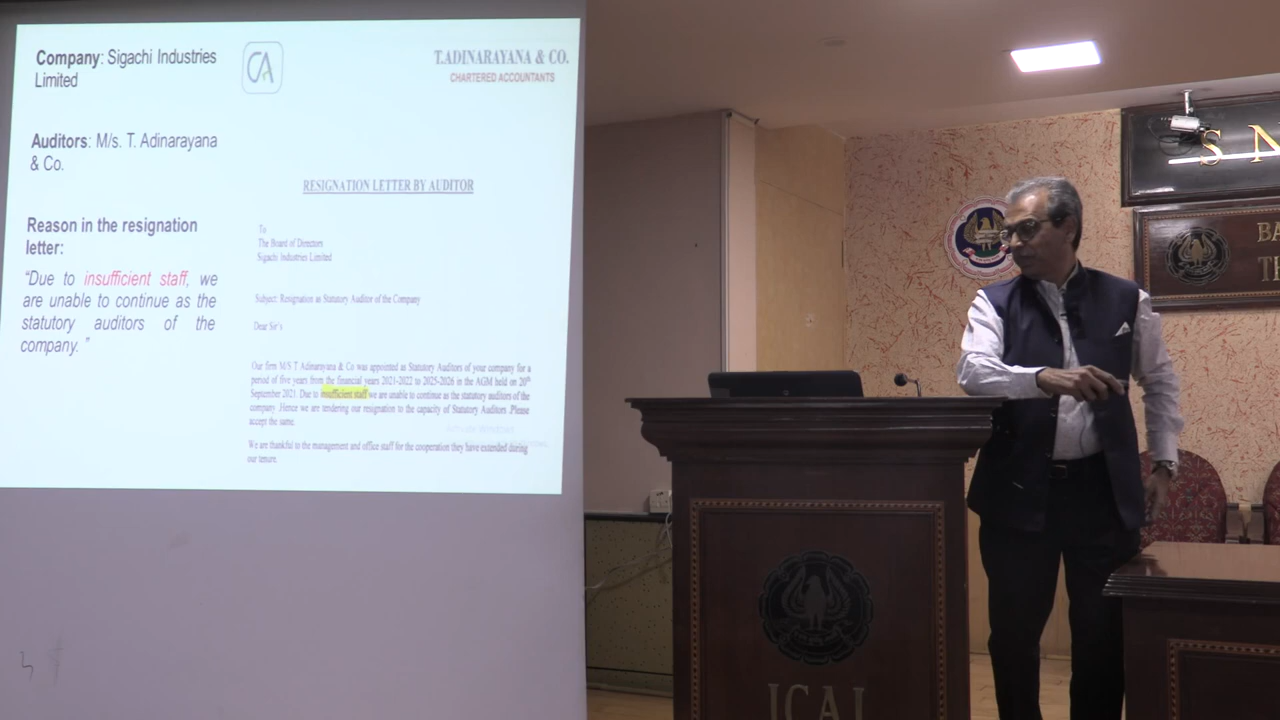 Company: Sigachi Industries
Limited
Auditors: M/s. T. Adinarayana
& Co.
Reason in the resignation
letter:
“Due to insufficient staff, we
are unable to continue as the
statutory auditors of the
company. ”
CA
T.ADINARAYANA & CO.
CHARTERED ACCOUNTANTS
RESIGNATION LETTER BY AUDITOR
To
The Board of Directors
Sigachi Industries Limited
Subject: Resignation as Statutory Auditor of the Company
Dear Sir's
Our firm M/S T Adinarayana & Co was appointed as Statutory Auditors of your company for a
period of five years from the financial years 2021-2022 to 2025-2026 in the AGM held on 20th
September 2021. Due to insufficient staff we are unable to continue as the statutory auditors of the
company .Hence we are tendering our resignation to the capacity of Statutory Auditors .Please
accept the same.
Activate Windows
We are thankful to the management and office staff for the cooperation they have extended during
our tenure.
S N
BA
TH
ICAI